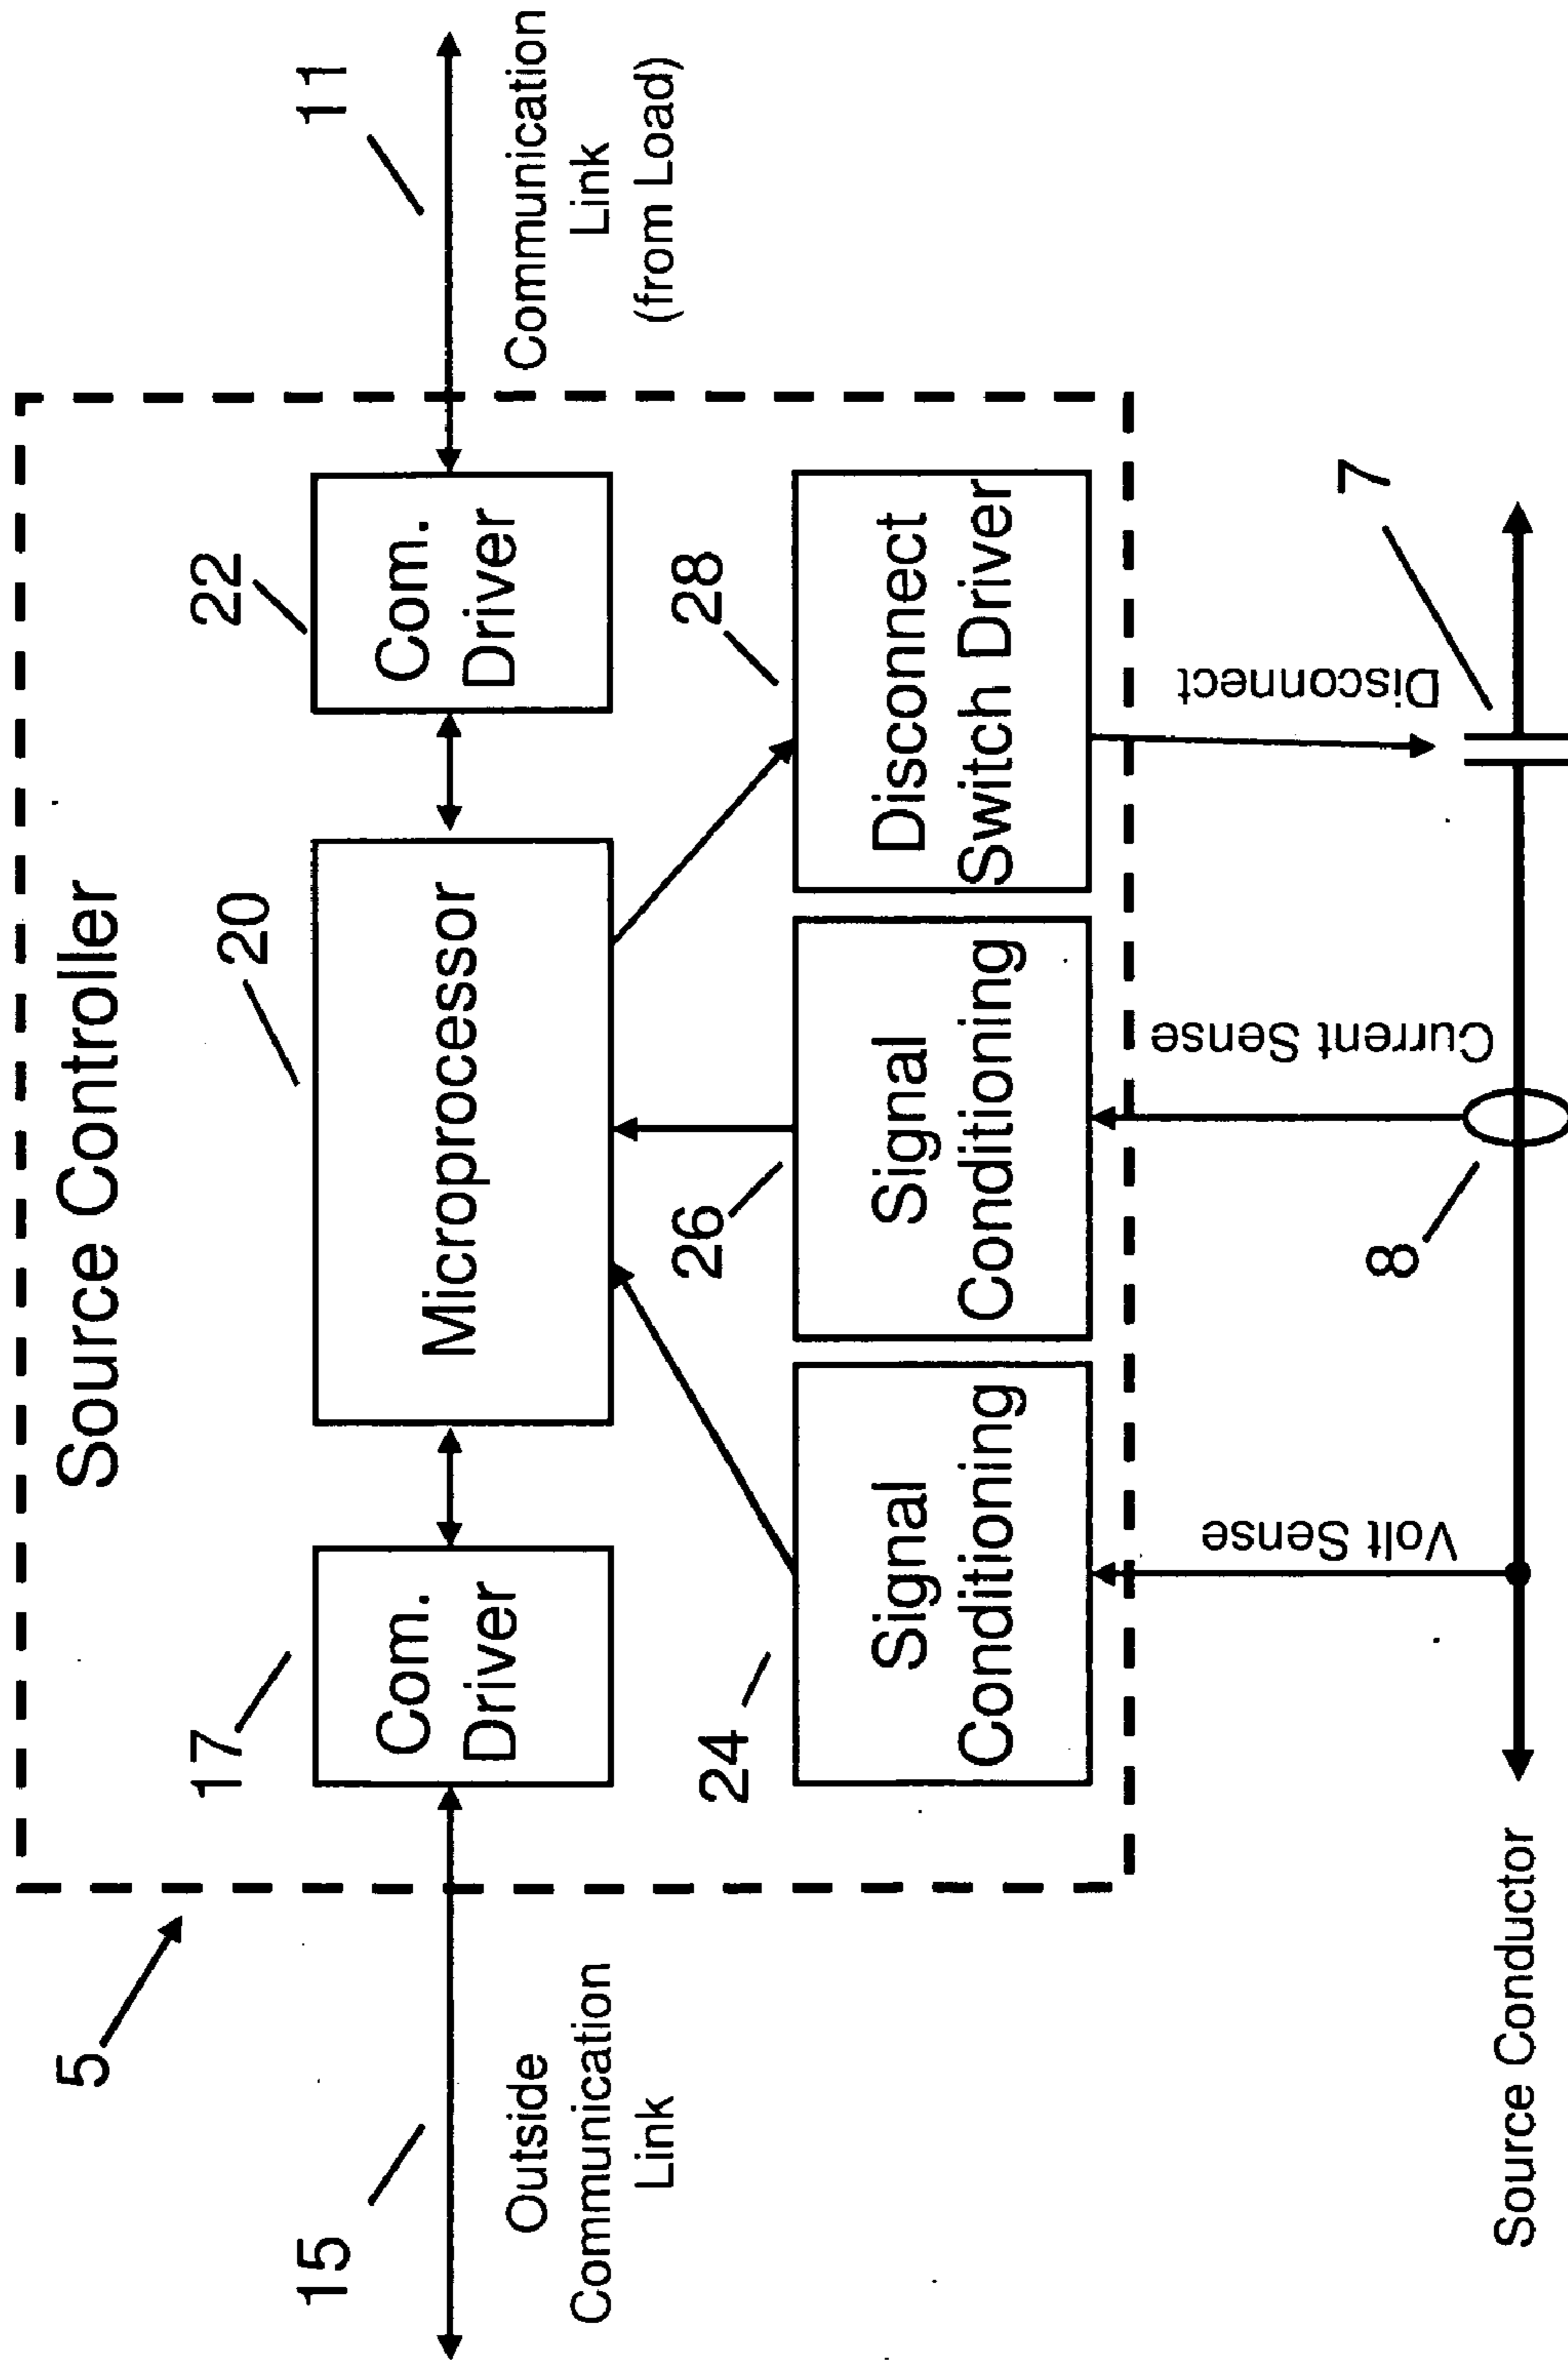 Source Controller
5
17
20
22
11
15
Com.
Driver
Microprocessor
Com.
Driver
Outside
Communication
Link
Communication
Link
(from Load)
24
26
28
Signal
Conditioning
Signal
Conditioning
Disconnect
Switch Driver
Volt Sense
Current Sense
Disconnect
8
7
Source Conductor